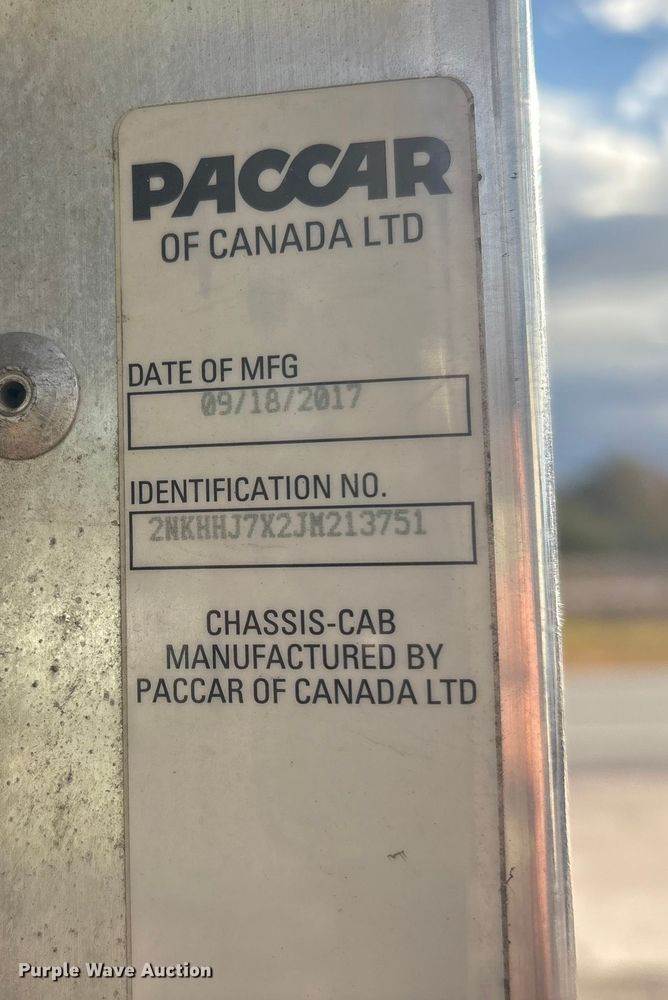 PACCAR
OF CANADA LTD
DATE OF MFG
09/18/2017
IDENTIFICATION NO.
2NKHHJ7X2JM213751
CHASSIS-CAB
MANUFACTURED BY
PACCAR OF CANADA LTD
Purple Wave Auction